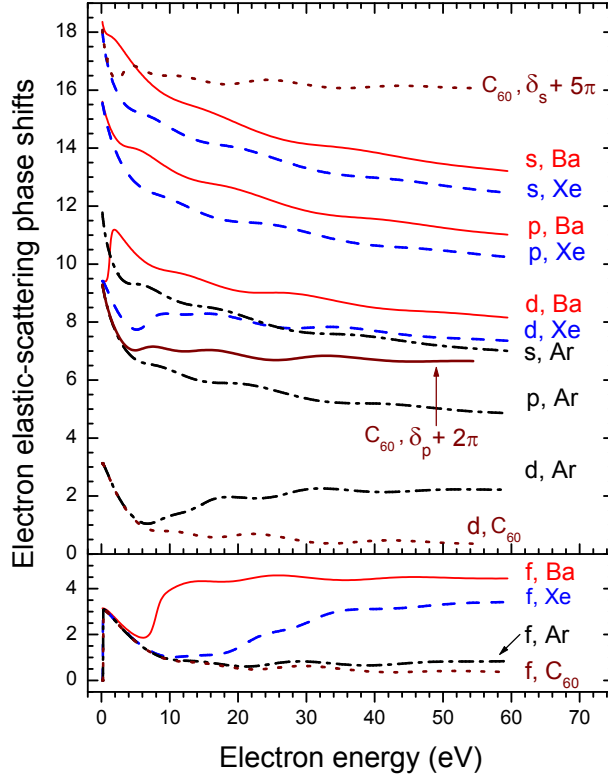 Electron elastic-scattering phase shifts
18
16
14
12
10
8
6
4
2
0
C60, δs + 5π
s, Ba
s, Xe
p, Ba
p, Xe
d, Ba
d, Xe
s, Ar
p, Ar
C60, δp + 2π
d, Ar
d, C60
4
2
0
f, Ba
f, Xe
f, Ar
f, C60
0 10 20 30 40 50 60 70
Electron energy (eV)